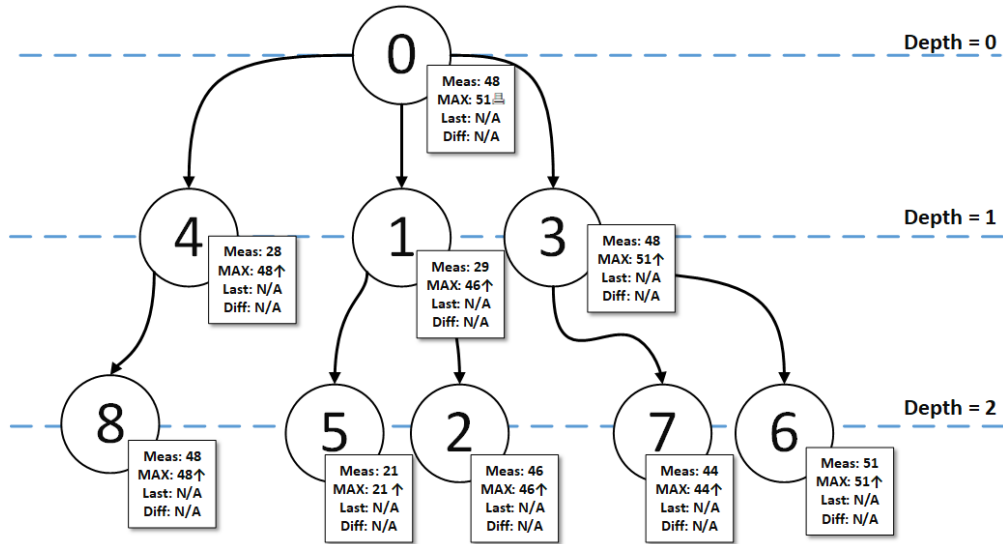 0
Depth = 0
Meas: 48
MAX: 51
Last: N/A
Diff: N/A
4
1
3
Depth = 1
Meas: 28
MAX: 48↑
Last: N/A
Diff: N/A
Meas: 29
MAX: 46↑
Last: N/A
Diff: N/A
Meas: 48
MAX: 51↑
Last: N/A
Diff: N/A
8
5
2
7
6
Depth = 2
Meas: 48
MAX: 48↑
Last: N/A
Diff: N/A
Meas: 21
MAX: 21 ↑
Last: N/A
Diff: N/A
Meas: 46
MAX: 46↑
Last: N/A
Diff: N/A
Meas: 44
MAX: 44↑
Last: N/A
Diff: N/A
Meas: 51
MAX: 51↑
Last: N/A
Diff: N/A